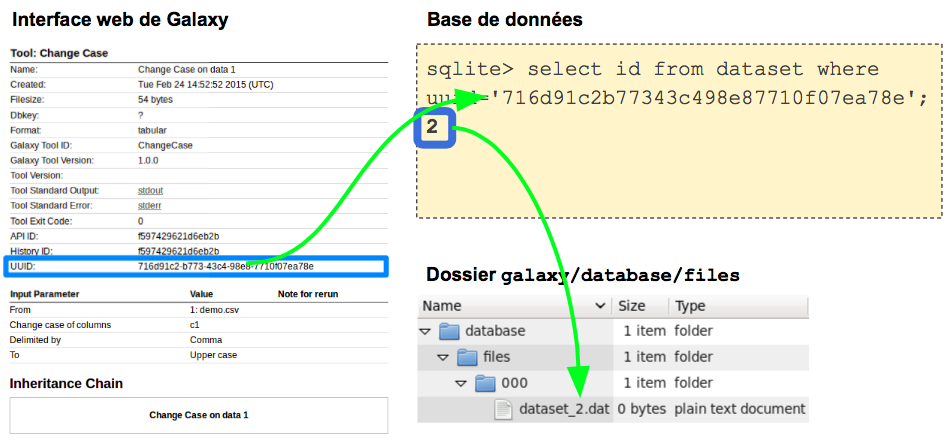 Interface web de Galaxy
Tool: Change Case
Name: Change Case on data 1
Created: Tue Feb 24 14:52:52 2015 (UTC)
Filesize: 54 bytes
Dbkey: ?
Format: tabular
Galaxy Tool ID: ChangeCase
Galaxy Tool Version: 1.0.0
Tool Version:
Tool Standard Output: stdout
Tool Standard Error: stderr
Tool Exit Code: 0
API ID: f597429621d6eb2b
History ID: f597429621d6eb2b
UUID: 716d91c2-b773-43c4-98e8-7710f07ea78e
Input Parameter Value Note for rerun
From 1: demo.csv
Change case of columns c1
Delimited by Comma
To Upper case
Inheritance Chain
Change Case on data 1
Base de données
sqlite> select id from dataset where
uuid='716d91c2b77343c498e87710f07ea78e';
2
Dossier galaxy/database/files
Name Size Type
database 1 item folder
files 1 item folder
000 1 item folder
dataset_2.dat 0 bytes plain text document